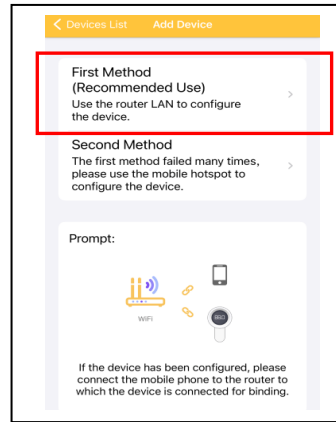 Devices List Add Device
First Method
(Recommended Use)
Use the router LAN to configure
the device.
Second Method
The first method failed many times,
please use the mobile hotspot to
configure the device.
Prompt:
WiFi
If the device has been configured, please
connect the mobile phone to the router to
which the device is connected for binding.